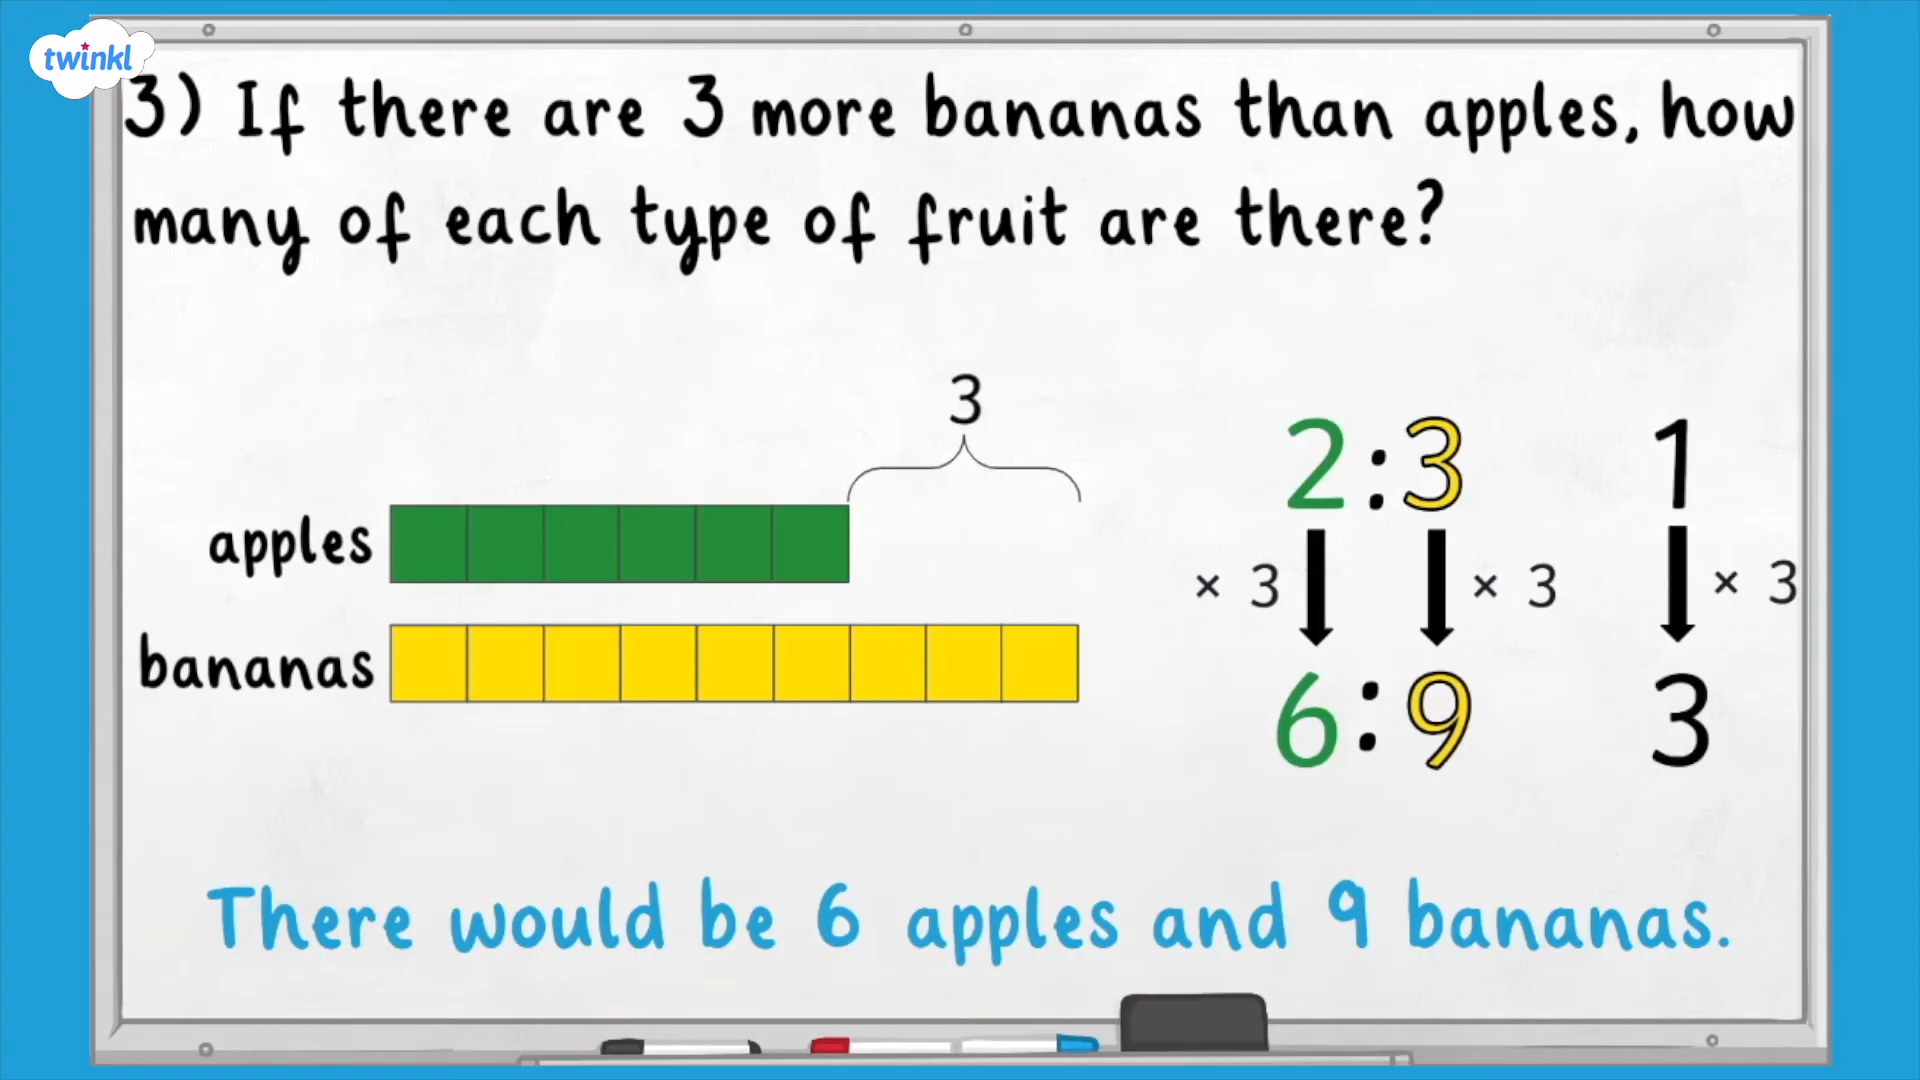 twinkl
3) If there are 3 more bananas than apples, how
many of each type of fruit are there?
3
apples
bananas
2:3 1
× 3 × 3 × 3
6:9 3
There would be 6 apples and 9 bananas.